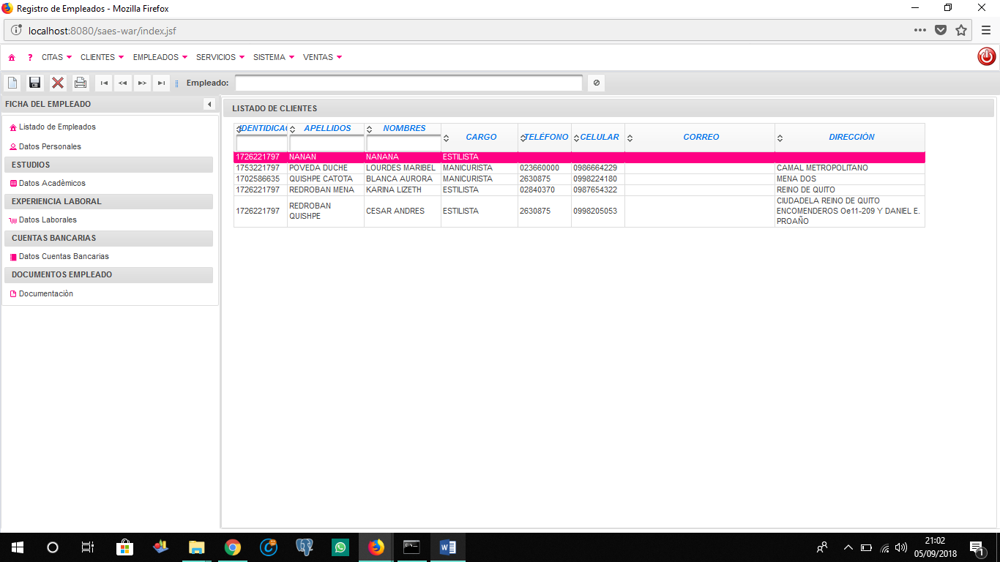 Registro de Empleados - Mozilla Firefox
localhost:8080/saes-war/index.jsf
? CITAS CLIENTES EMPLEADOS SERVICIOS SISTEMA VENTAS
Empleado:
FICHA DEL EMPLEADO
Listado de Empleados
Datos Personales
ESTUDIOS
Datos Acadèmicos
EXPERIENCIA LABORAL
Datos Laborales
CUENTAS BANCARIAS
Datos Cuentas Bancarias
DOCUMENTOS EMPLEADO
Documentaciòn
LISTADO DE CLIENTES
IDENTIDICAC APELLIDOS NOMBRES CARGO TELÉFONO CELULAR CORREO DIRECCIÓN
1726221797 NANAN NANANA ESTILISTA
1753221797 POVEDA DUCHE LOURDES MARIBEL MANICURISTA 023660000 0986664229 CAMAL METROPOLITANO
1702586635 QUISHPE CATOTA BLANCA AURORA MANICURISTA 2630875 0998224180 MENA DOS
1726221797 REDROBAN MENA KARINA LIZETH ESTILISTA 02840370 0987654322 REINO DE QUITO
1726221797 REDROBAN QUISHPE CESAR ANDRES ESTILISTA 2630875 0998205053 CIUDADELA REINO DE QUITO
ENCOMENDEROS Oe11-209 Y DANIEL E.
PROAÑO
21:02
05/09/2018
1